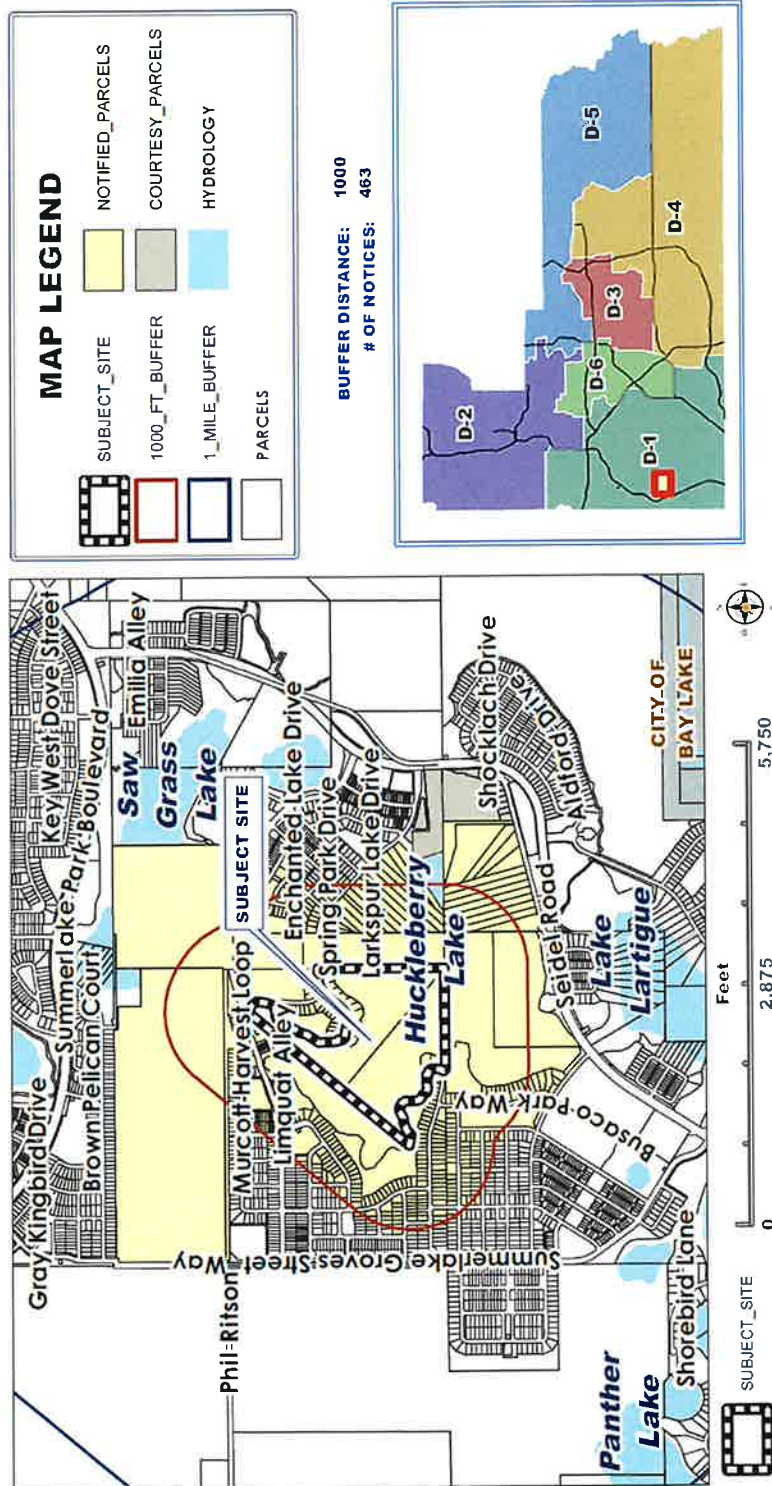 Gray Kingbird Drive
Summerlake Park Boulevard
Brown Pelican Court
Key West Dove Street
Emilia Alley
Saw
Grass
Lake
SUBJECT SITE
Phil Ritson
Murcott Harvest Loop
Limquat Alley
Enchanted Lake Drive
Spring Park Drive
Larkspur Lake Drive
Huckleberry
Lake
Summerlake Groves Street
Way
Busaco Park Way
Shocklach Drive
Aldford Drive
Seidel Road
Panther
Lake
Shorebird Lane
Busaco Park
Lake
Lartigue
CITY OF
BAY LAKE
SUBJECT_SITE
Feet
0
2,875
5,750
MAP LEGEND
SUBJECT_SITE
1000_FT_BUFFER
1_MILE_BUFFER
PARCELS
NOTIFIED_PARCELS
COURTESY_PARCELS
HYDROLOGY
BUFFER DISTANCE: 1000
# OF NOTICES: 463
D-2
D-5
D-6
D-3
D-1
D-4